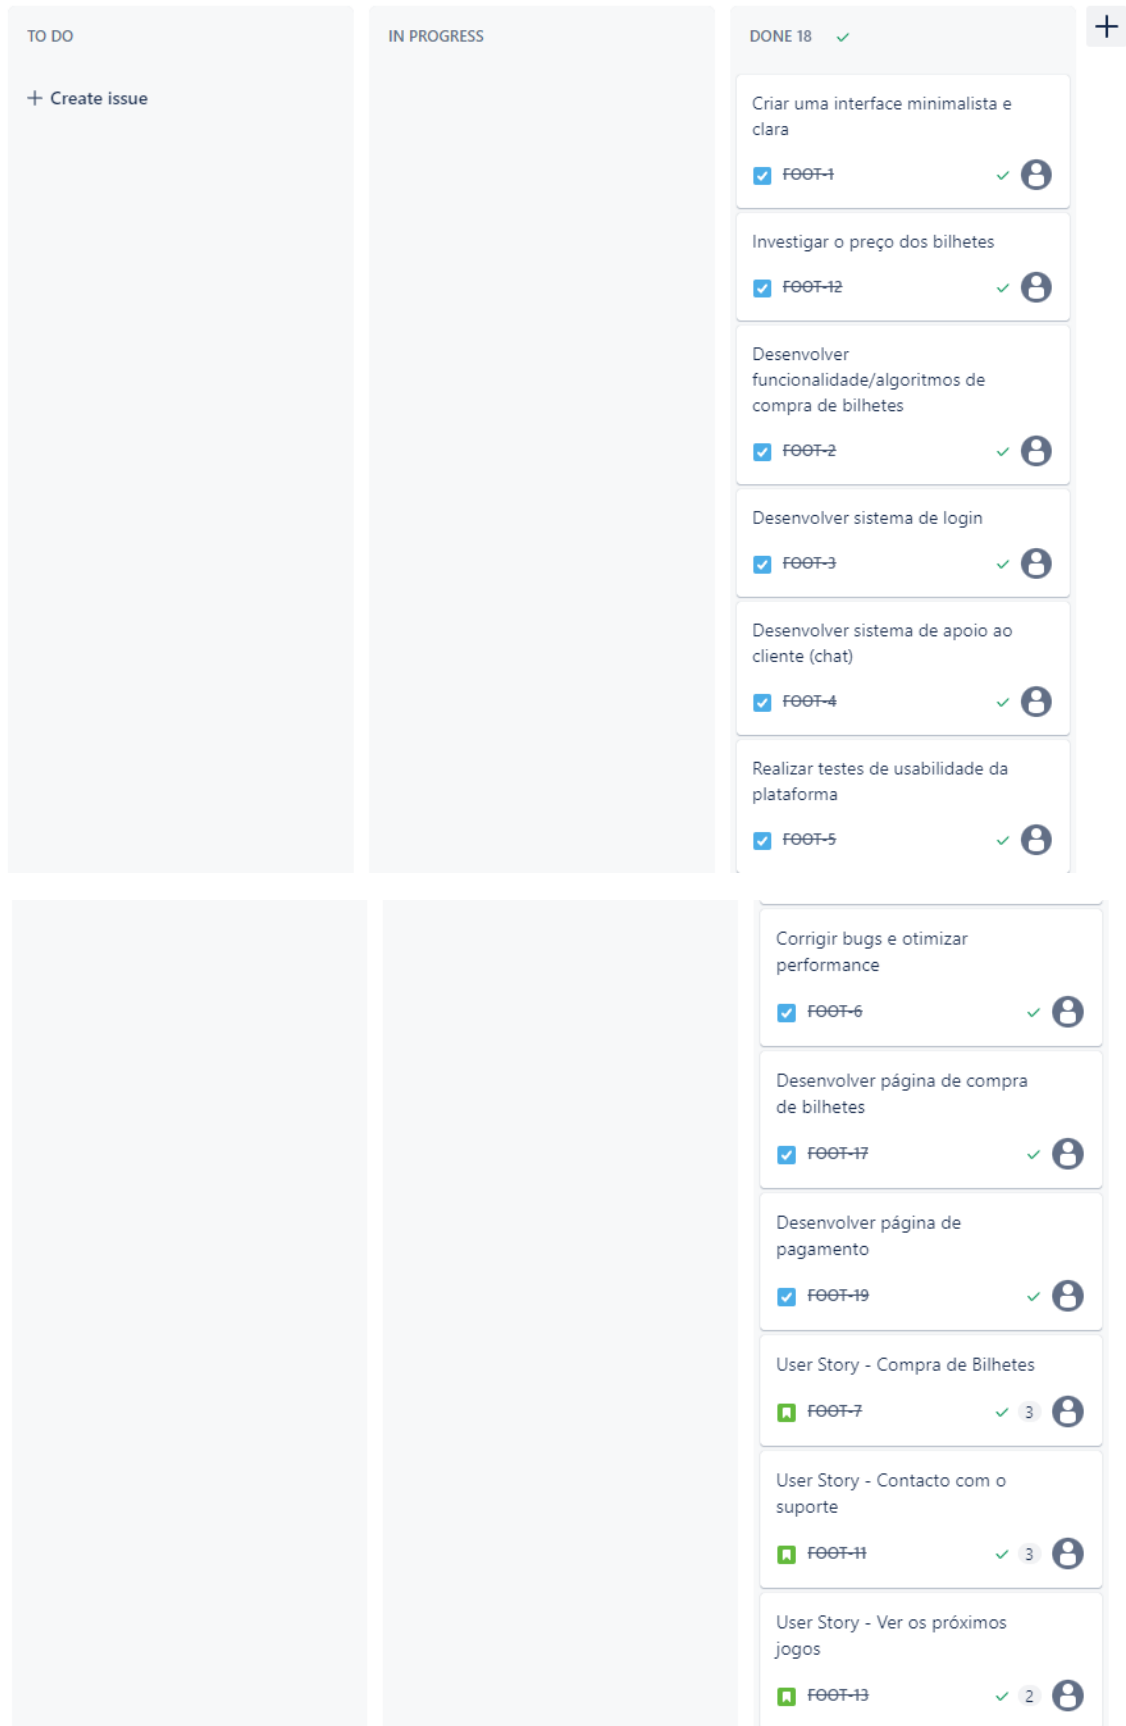 TO DO
IN PROGRESS
DONE 18
+ Create issue
Criar uma interface minimalista e
clara
FOOT-1
Investigar o preço dos bilhetes
FOOT-12
Desenvolver
funcionalidade/algoritmos de
compra de bilhetes
FOOT-2
Desenvolver sistema de login
FOOT-3
Desenvolver sistema de apoio ao
cliente (chat)
FOOT-4
Realizar testes de usabilidade da
plataforma
FOOT-5
Corrigir bugs e otimizar
performance
FOOT-6
Desenvolver página de compra
de bilhetes
FOOT-17
Desenvolver página de
pagamento
FOOT-19
User Story - Compra de Bilhetes
FOOT-7 3
User Story - Contacto com o
suporte
FOOT-11 3
User Story - Ver os próximos
jogos
FOOT-13 2